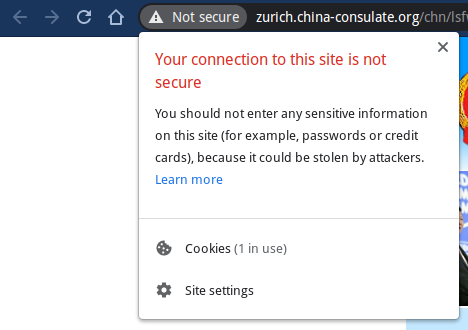 Not secure zurich.china-consulate.org/chn/lsf
Your connection to this site is not
secure
You should not enter any sensitive information
on this site (for example, passwords or credit
cards), because it could be stolen by attackers.
Learn more
Cookies (1 in use)
Site settings